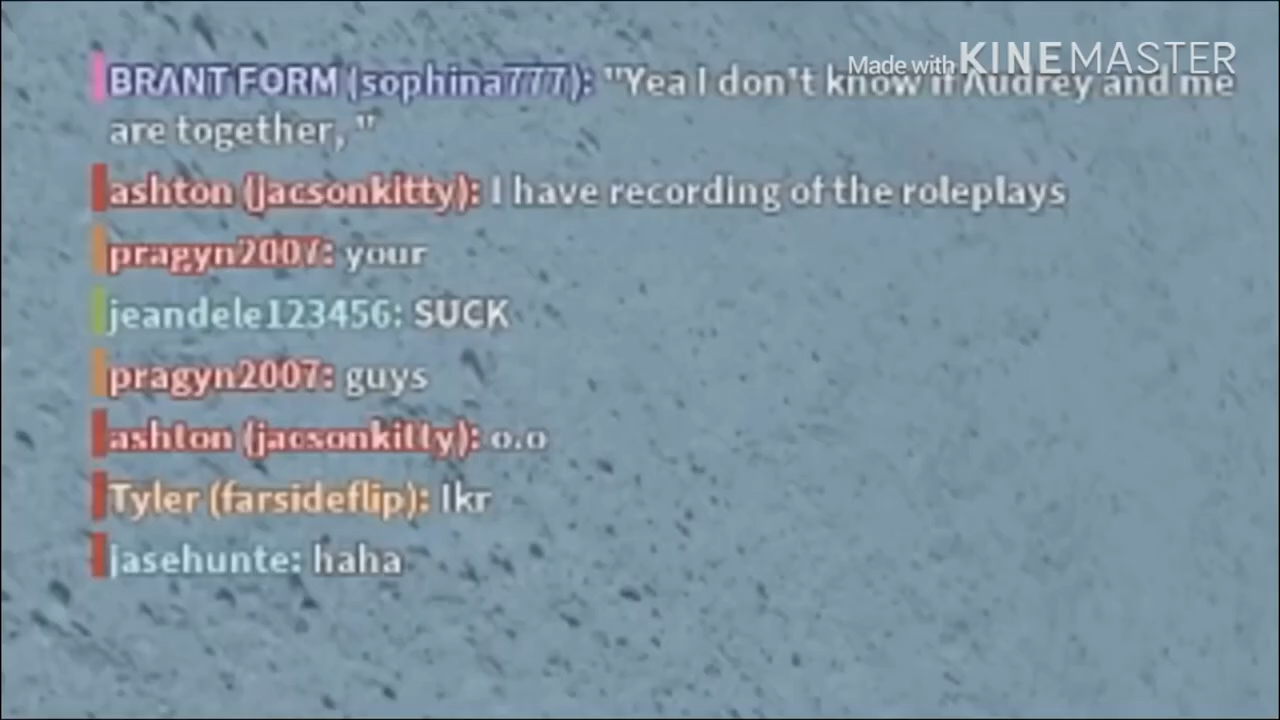 Made with KINEMASTER
BRANT FORM (sophina777): "Yea I don't know if Audrey and me
are together, "
ashton (jacsonkitty): I have recording of the roleplays
pragyn2007: your
jeandele123456: SUCK
pragyn2007: guys
ashton (jacsonkitty): o.o
Tyler (farsideflip): Ikr
jasehunte: haha